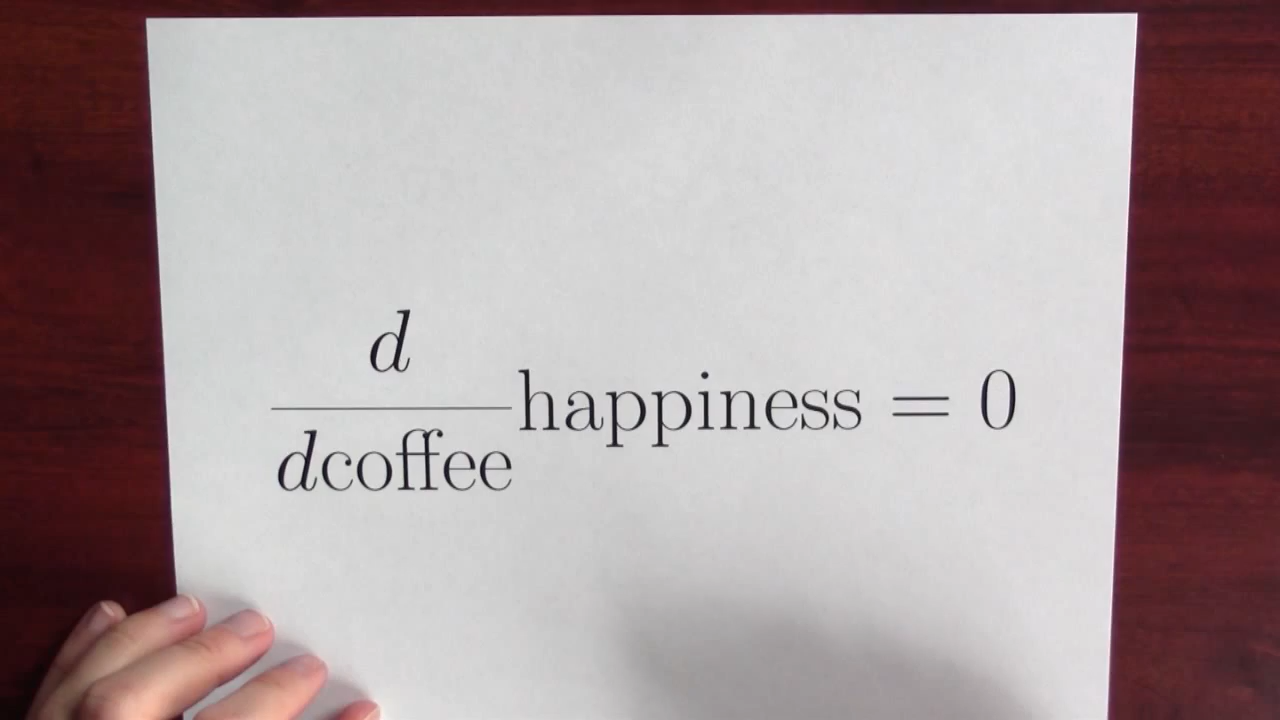 d
dcoffee
happiness = 0